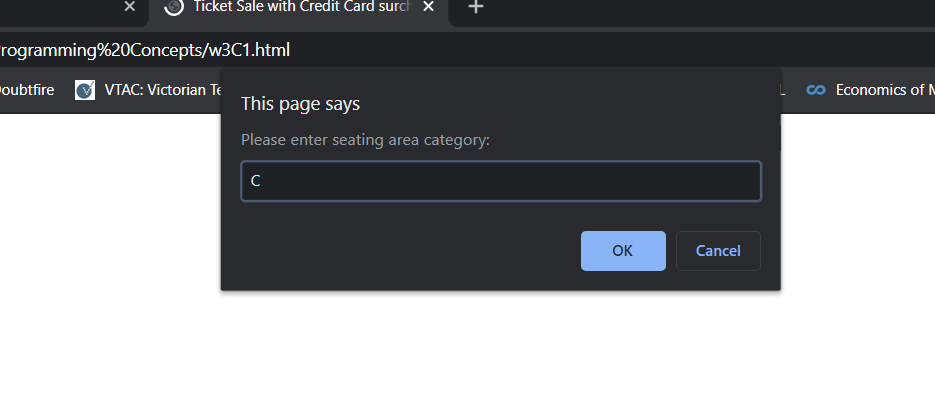 Ticket Sale with Credit Card surch
rogramming%20Concepts/w3C1.html
oubtfire VTAC: Victorian Te Economics of M
This page says
Please enter seating area category:
C
OK Cancel